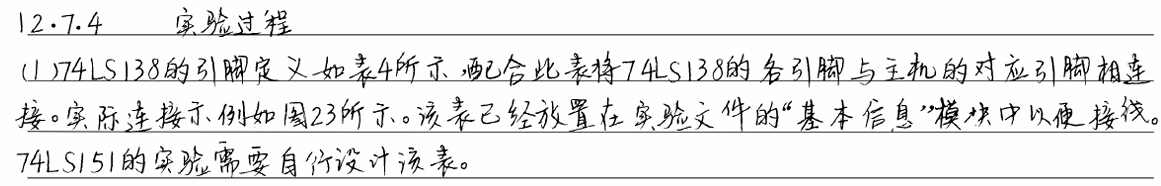 12.7.4 实验过程
(1)74LS138的引脚定义如表4所示,配合此表将74LS138的各引脚与主机的对应引脚相连
接。实际连接示例如图23所示。该表已经放置在实验文件的“基本信息”模块中以便接线。
74LS151的实验需要自行设计该表。